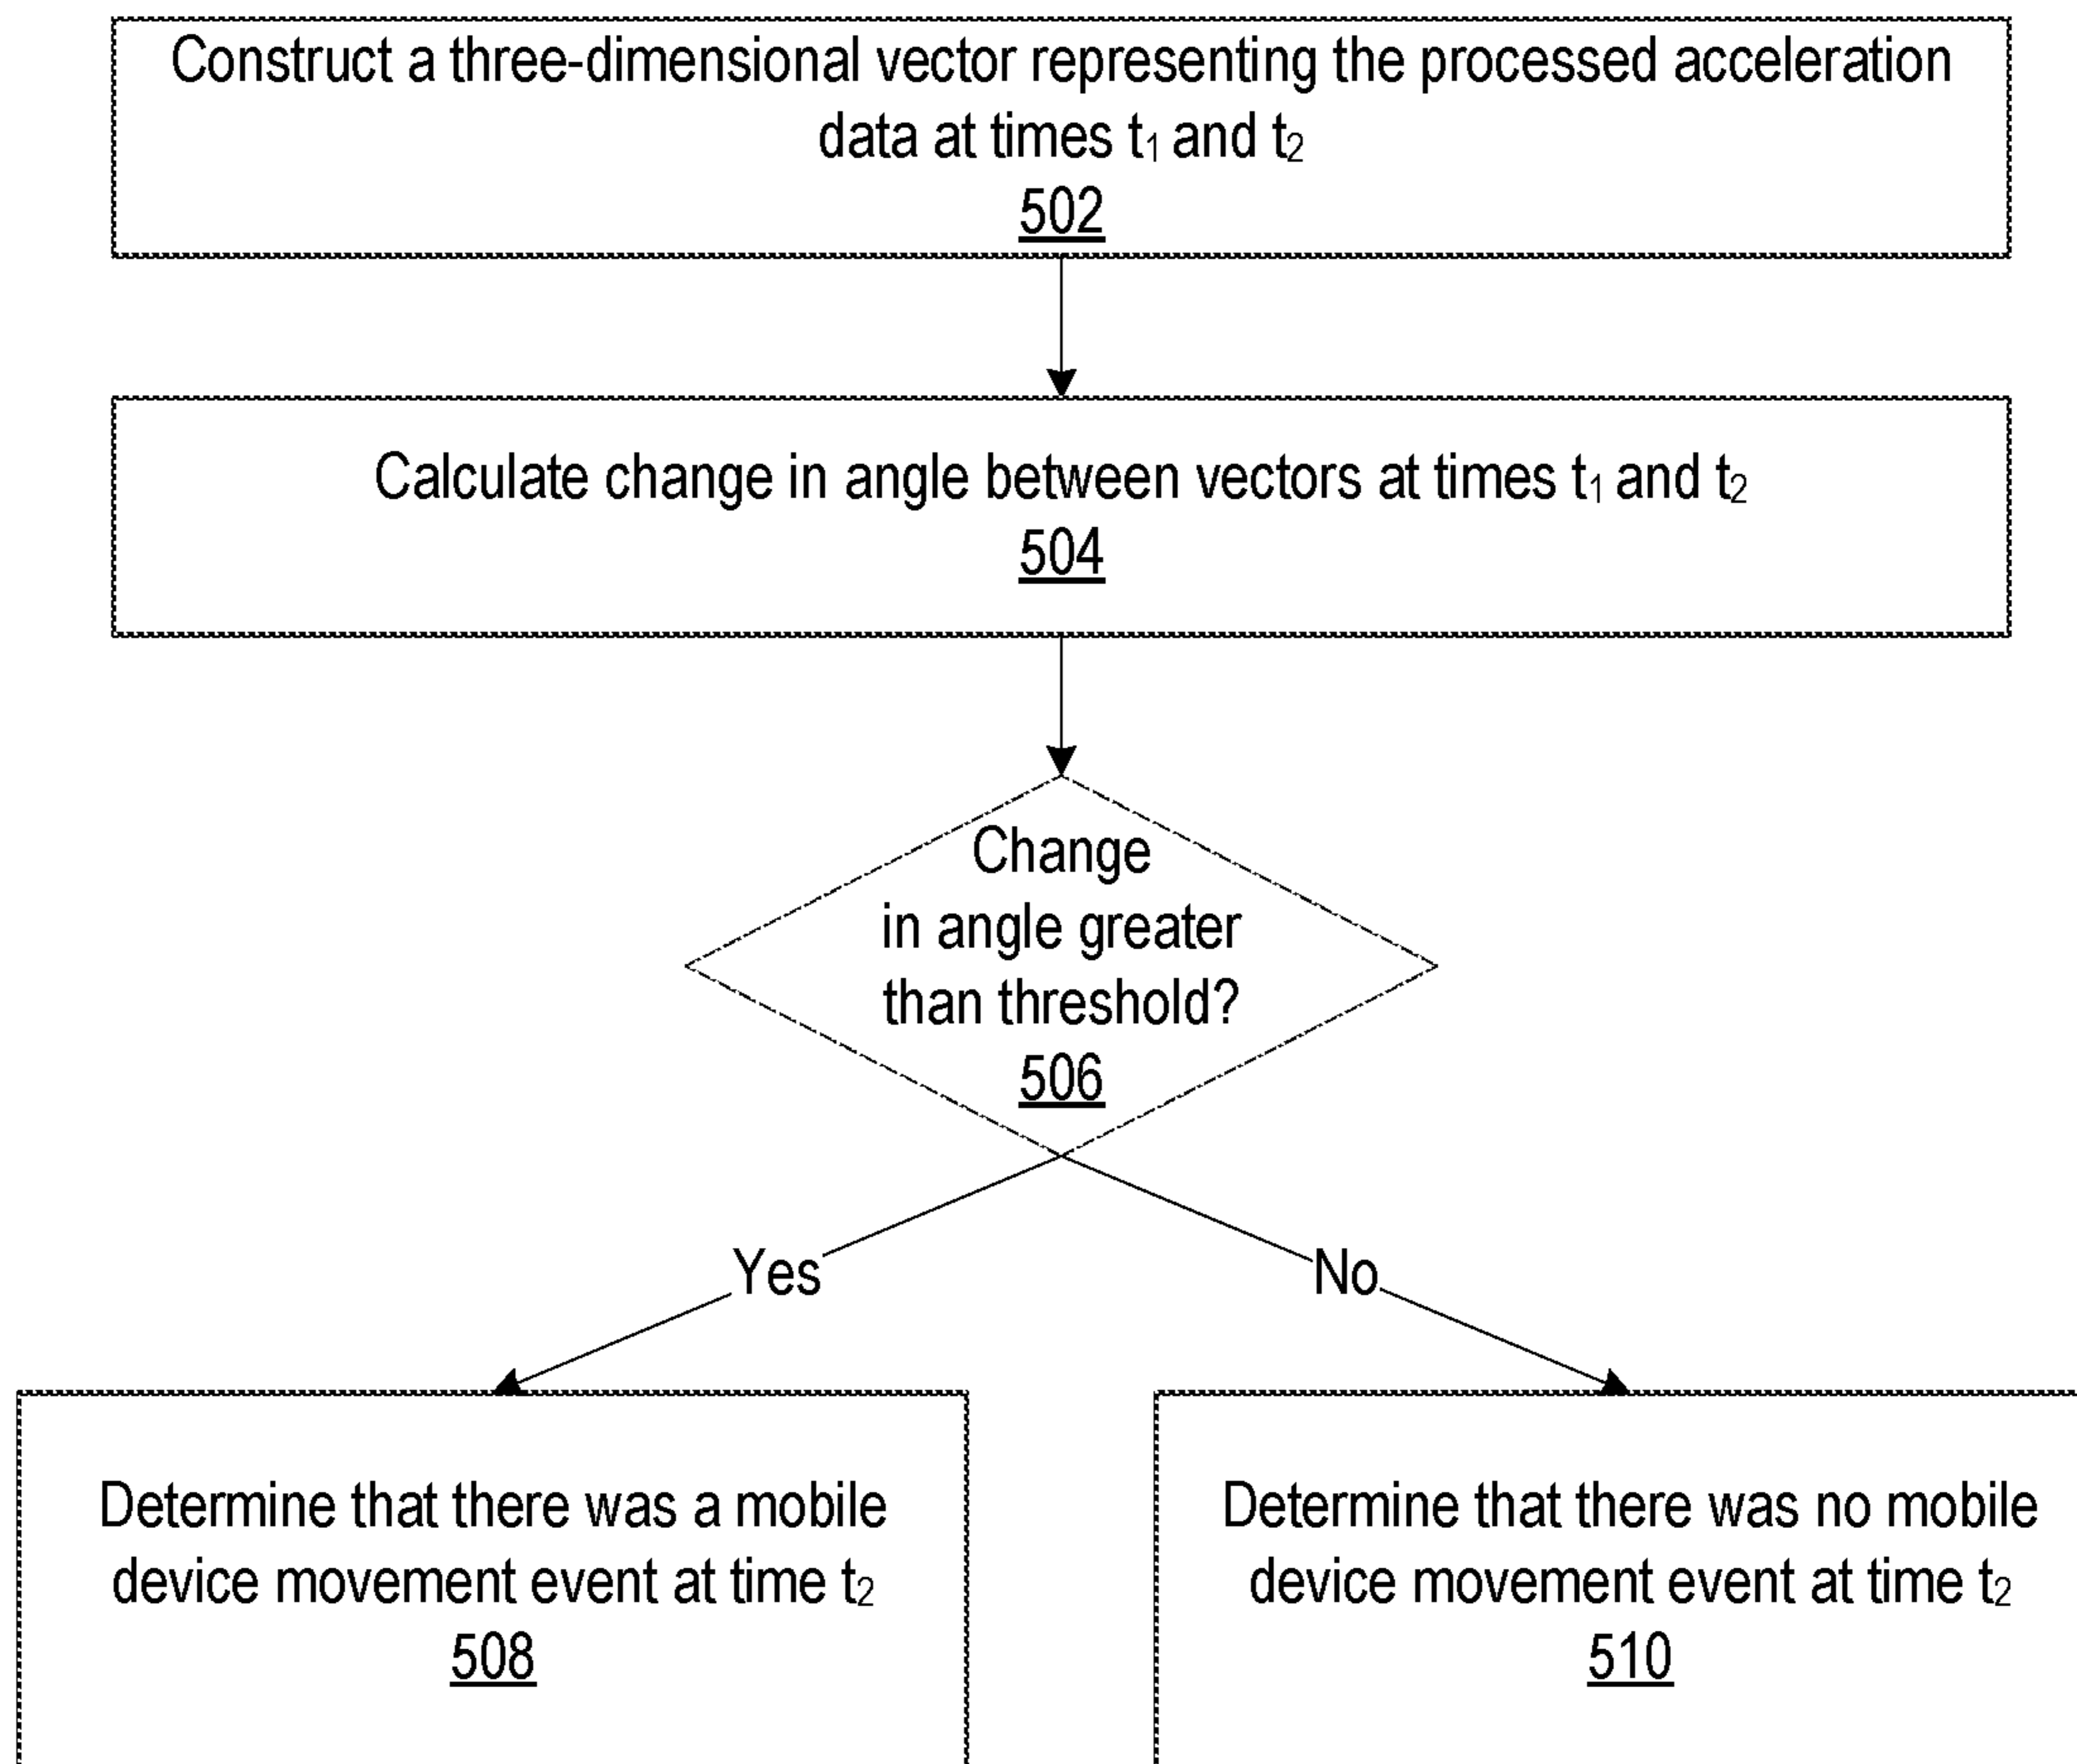 Construct a three-dimensional vector representing the processed acceleration
data at times t₁ and t₂
502
Calculate change in angle between vectors at times t₁ and t₂
504
Change
in angle greater
than threshold?
506
Yes
No
Determine that there was a mobile
device movement event at time t₂
508
Determine that there was no mobile
device movement event at time t₂
510